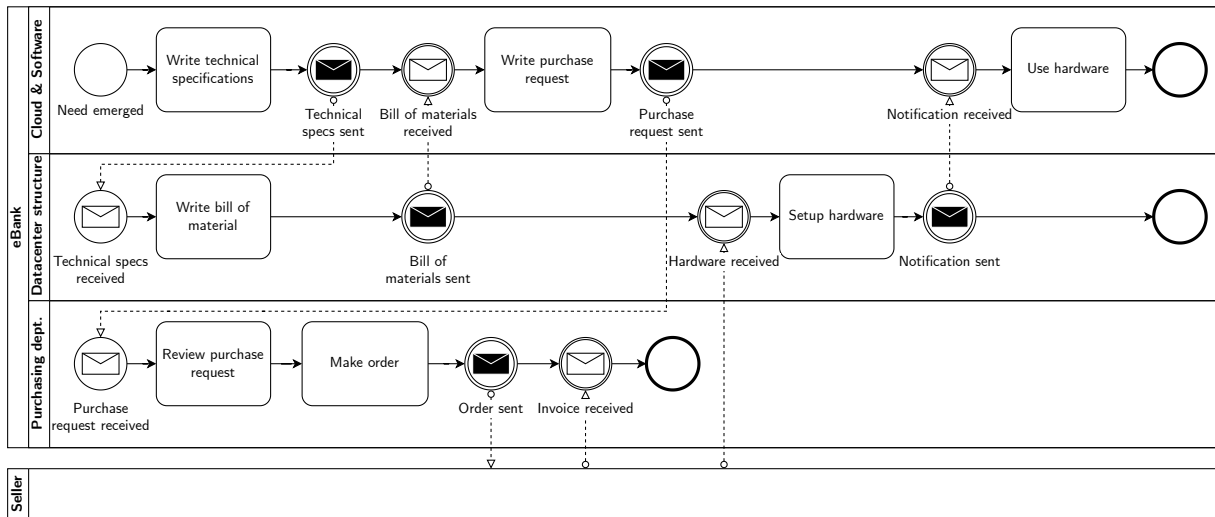 eBank
Cloud & Software
Need emerged
Write technical
specifications
Technical
specs sent
Bill of materials
received
Write purchase
request
Purchase
request sent
Notification received
Use hardware
Datacenter structure
Technical specs
received
Write bill of
material
Bill of
materials sent
Hardware received
Setup hardware
Notification sent
Purchasing dept.
Purchase
request received
Review purchase
request
Make order
Order sent
Invoice received
Seller